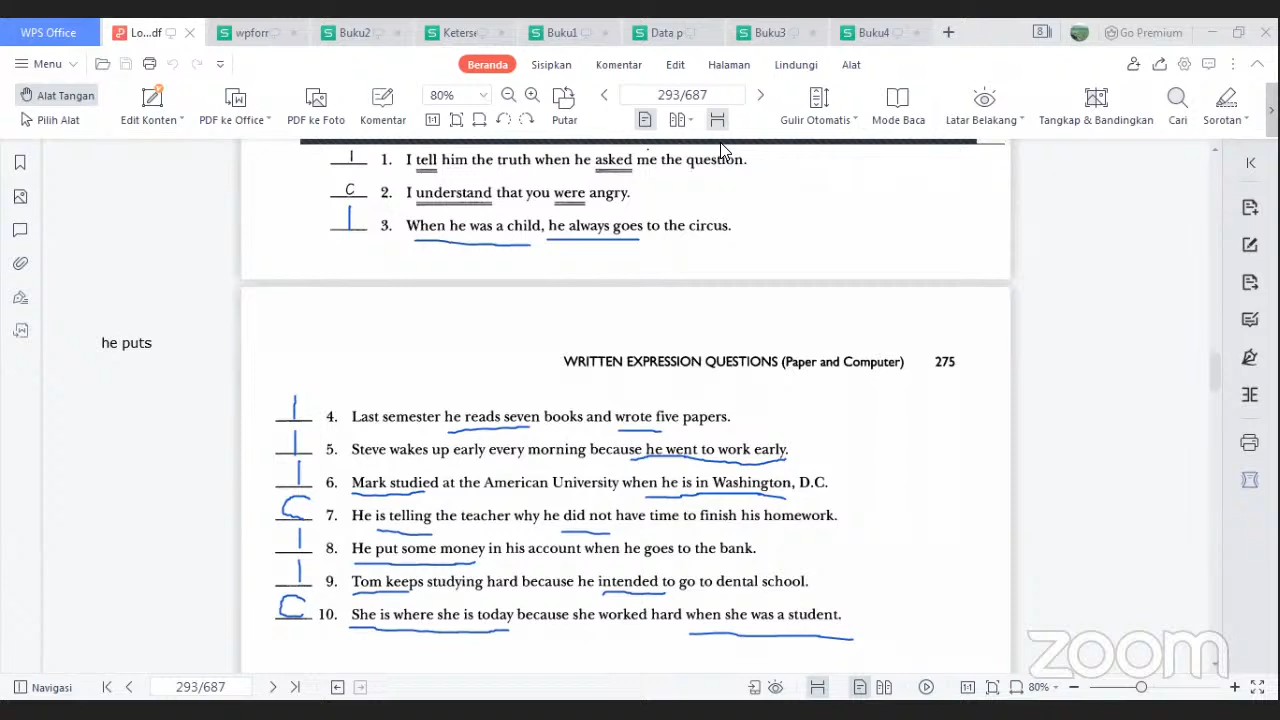 WPS Office Lo...df wpforr Buku2 Keterse Buku1 Data p Buku3 Buku4 Go Premium
Menu Beranda Sisipkan Komentar Edit Halaman Lindungi Alat
Alat Tangan 80% 293/687
Pilih Alat Edit Konten PDF ke Office PDF ke Foto Komentar Putar Gulir Otomatis Mode Baca Latar Belakang Tangkap & Bandingkan Cari Sorotan
I 1. I tell him the truth when he asked me the question.
C 2. I understand that you were angry.
I 3. When he was a child, he always goes to the circus.
he puts
WRITTEN EXPRESSION QUESTIONS (Paper and Computer) 275
I 4. Last semester he reads seven books and wrote five papers.
I 5. Steve wakes up early every morning because he went to work early.
I 6. Mark studied at the American University when he is in Washington, D.C.
C 7. He is telling the teacher why he did not have time to finish his homework.
I 8. He put some money in his account when he goes to the bank.
I 9. Tom keeps studying hard because he intended to go to dental school.
C 10. She is where she is today because she worked hard when she was a student.
zoom
Navigasi 293/687 80%